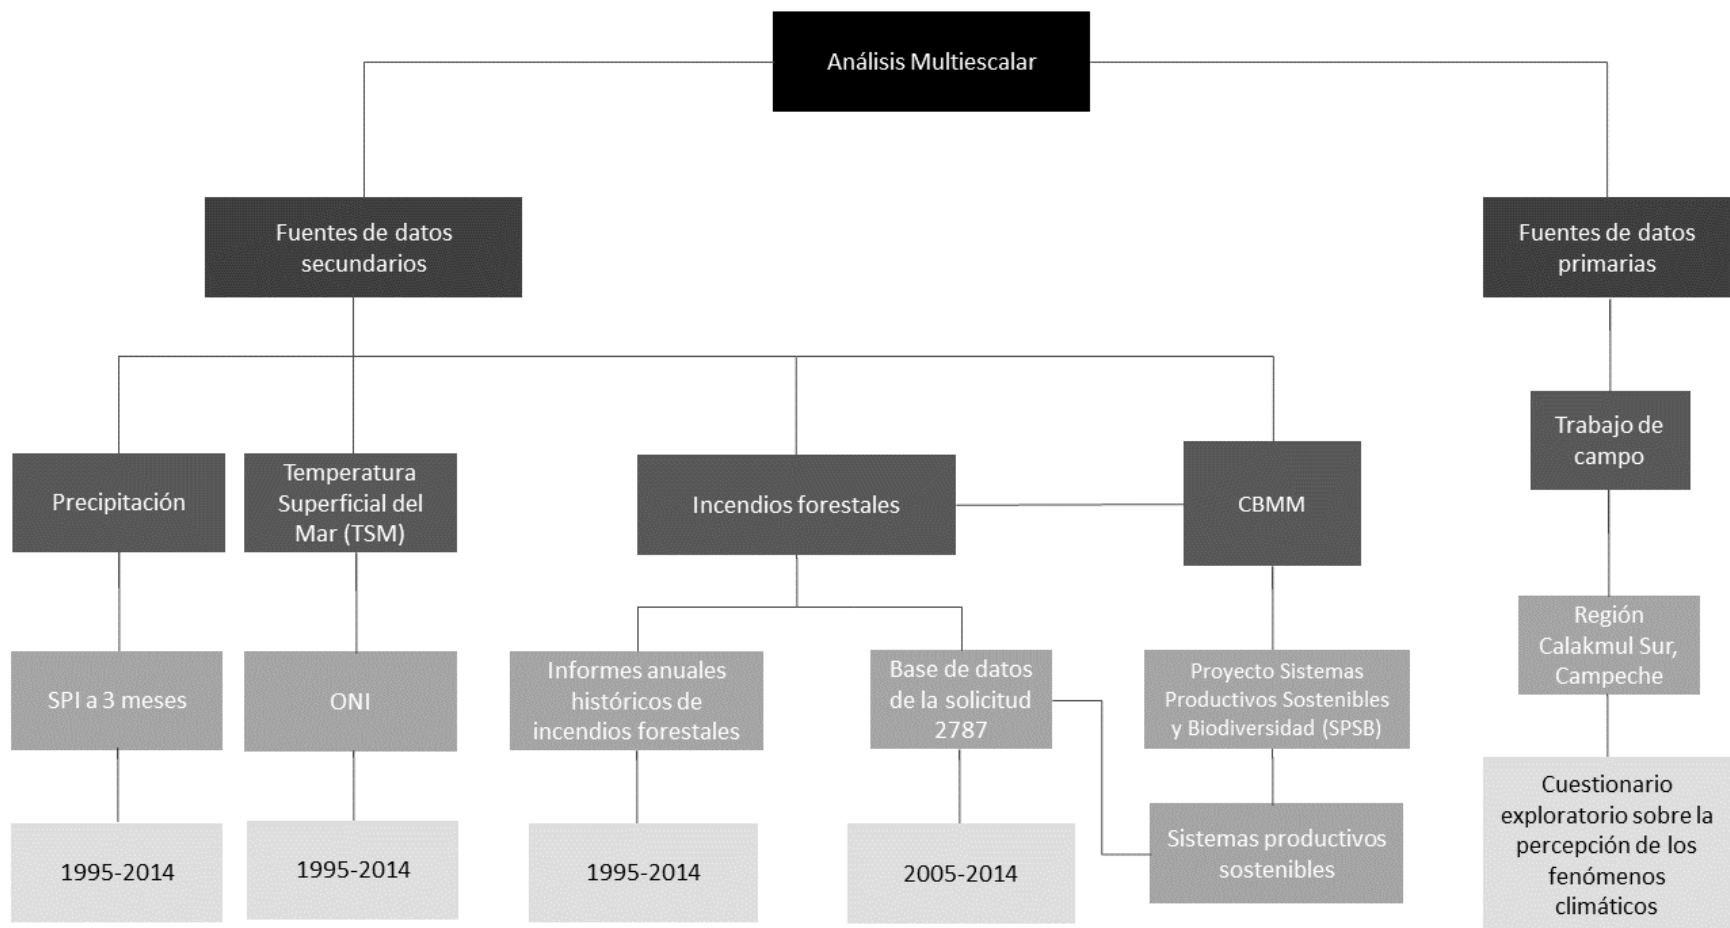 Análisis Multiescalar
Fuentes de datos
secundarios
Fuentes de datos
primarias
Precipitación
Temperatura
Superficial del
Mar (TSM)
Incendios forestales
CBMM
Trabajo de
campo
SPI a 3 meses
ONI
Informes anuales
históricos de
incendios forestales
Base de datos
de la solicitud
2787
Proyecto Sistemas
Productivos Sostenibles
y Biodiversidad (SPSB)
Región
Calakmul Sur,
Campeche
1995-2014
1995-2014
1995-2014
2005-2014
Sistemas productivos
sostenibles
Cuestionario
exploratorio sobre la
percepción de los
fenómenos
climáticos